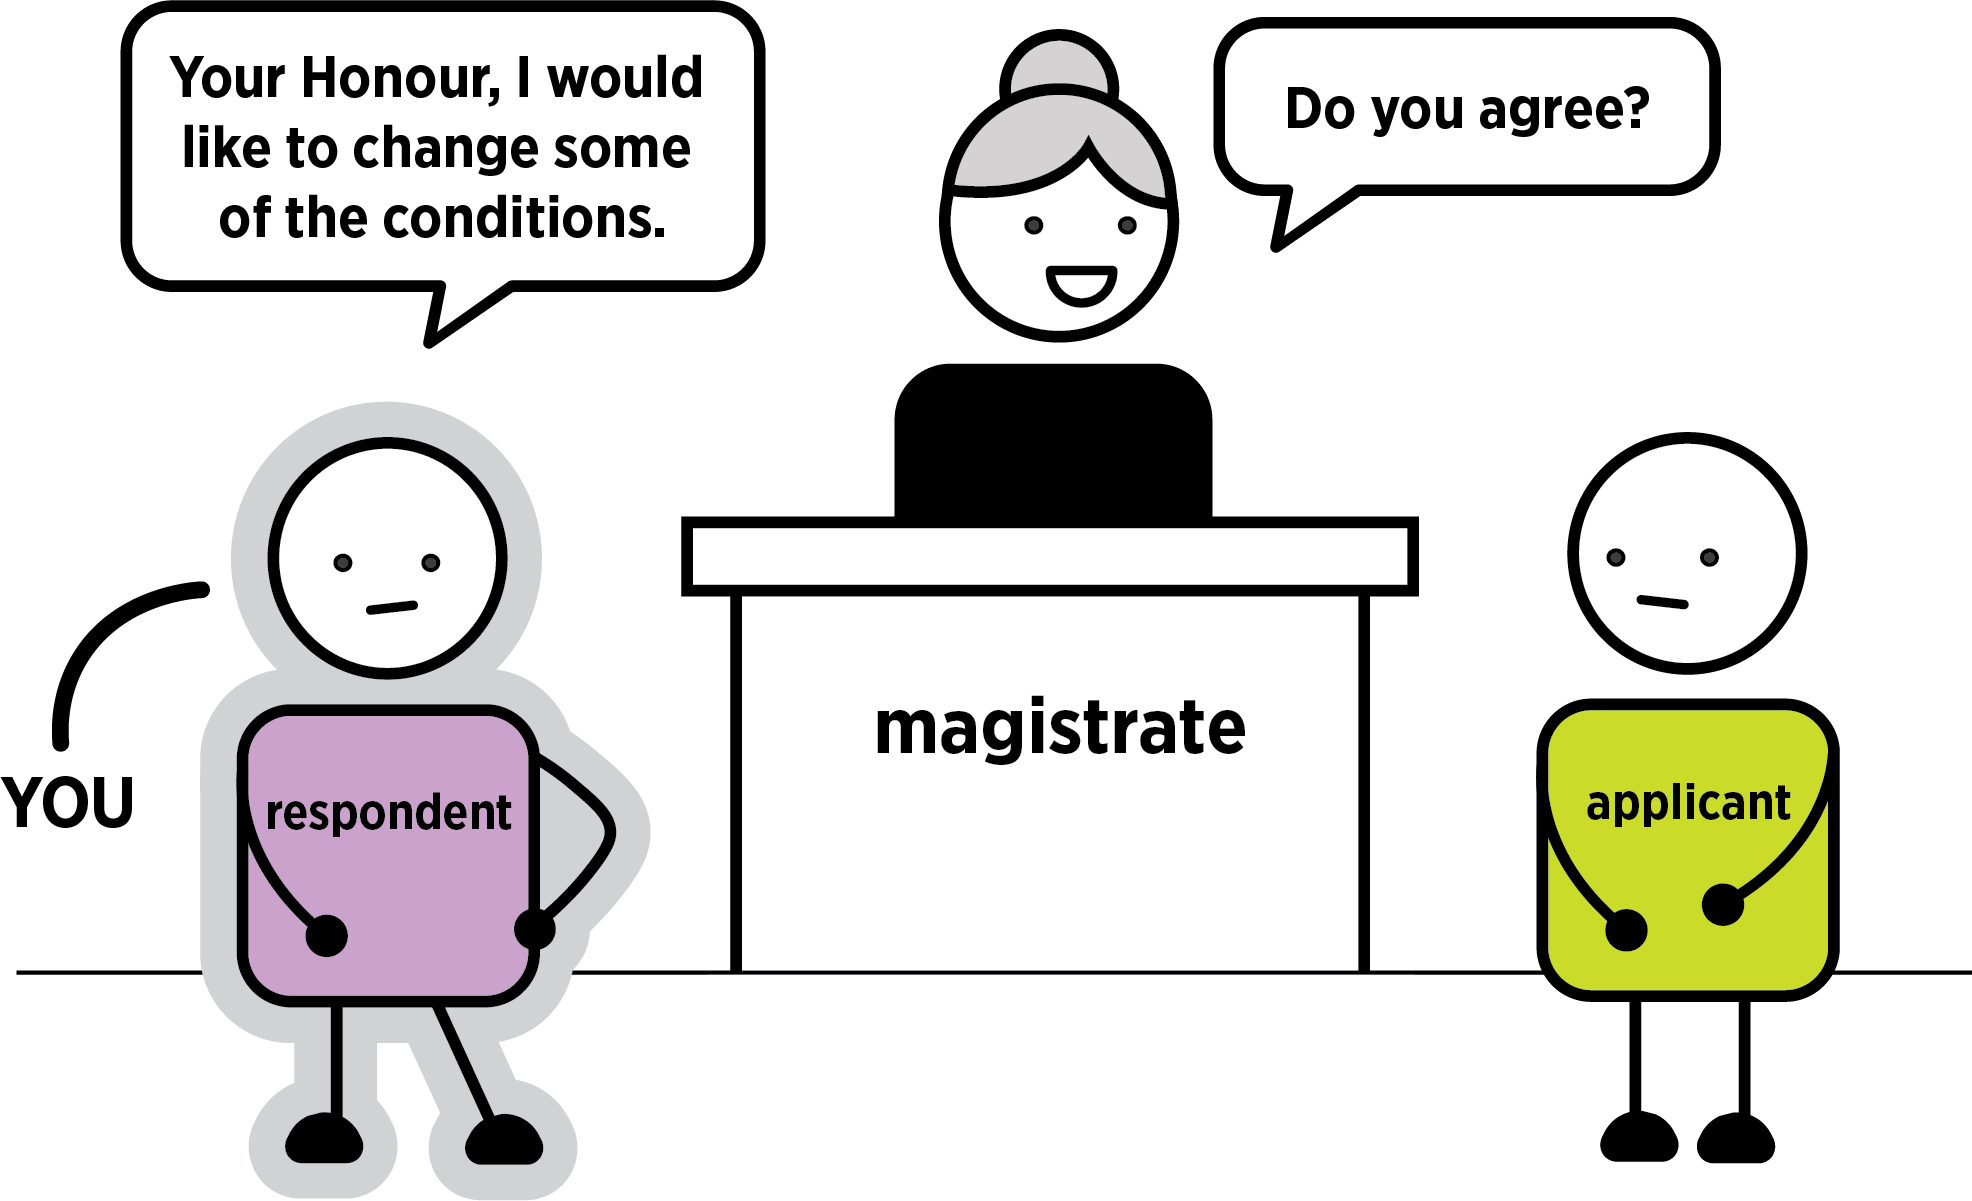 Your Honour, I would
like to change some
of the conditions.
Do you agree?
magistrate
YOU
respondent
applicant